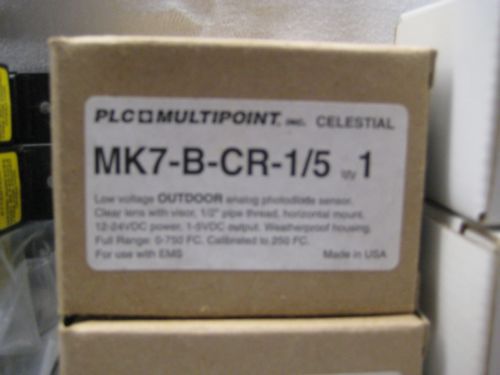 PLC MULTIPOINT, INC. CELESTIAL
MK7-B-CR-1/5 qty 1
Low voltage OUTDOOR analog photodiode sensor.
Clear lens with visor, 1/2" pipe thread, horizontal mount.
12-24VDC power, 1-5VDC output. Weatherproof housing.
Full Range: 0-750 FC. Calibrated to 250 FC.
For use with EMS Made in USA